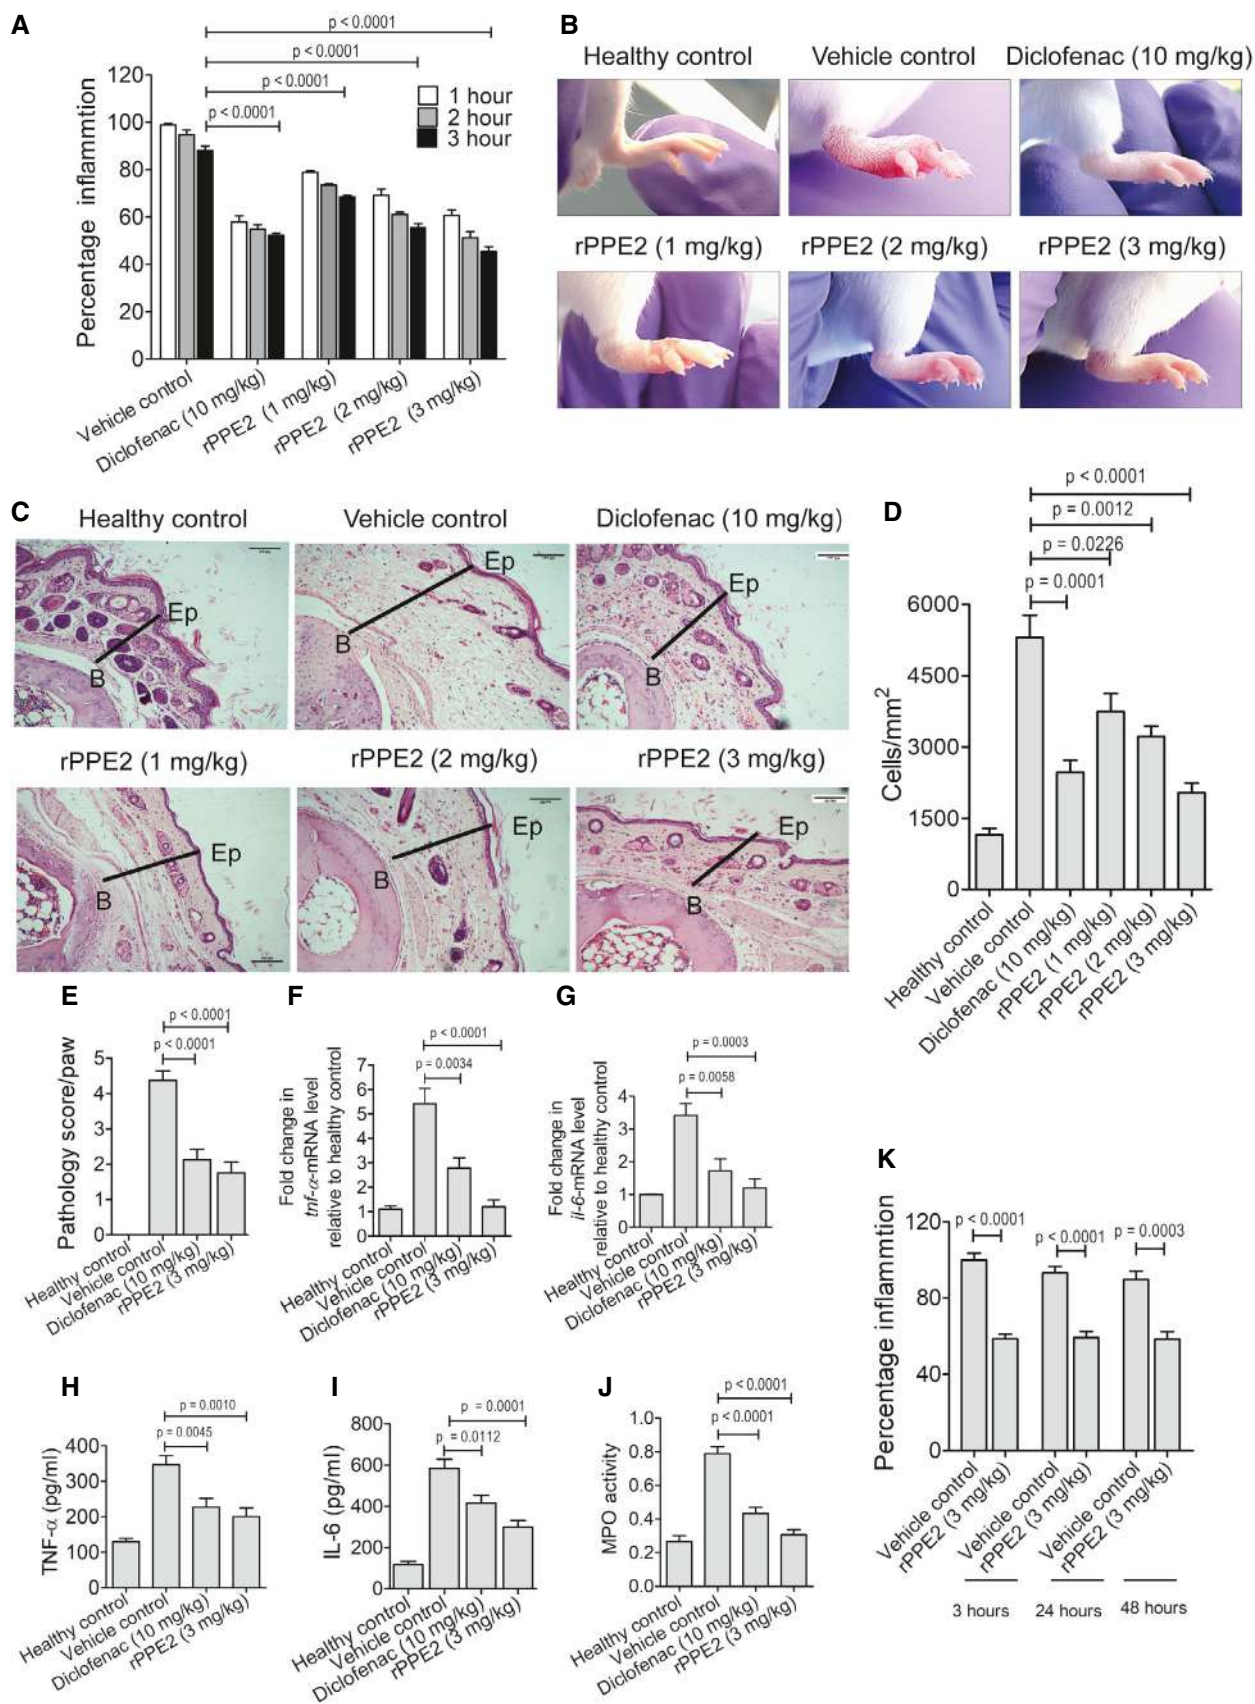 A
p < 0.0001
p < 0.0001
p < 0.0001
p < 0.0001
1 hour
2 hour
3 hour
Percentage inflammtion
120
100
80
60
40
20
0
Vehicle control
Diclofenac (10 mg/kg)
rPPE2 (1 mg/kg)
rPPE2 (2 mg/kg)
rPPE2 (3 mg/kg)
B
Healthy control Vehicle control Diclofenac (10 mg/kg)
rPPE2 (1 mg/kg) rPPE2 (2 mg/kg) rPPE2 (3 mg/kg)
C
Healthy control Vehicle control Diclofenac (10 mg/kg)
Ep B
Ep B
Ep B
rPPE2 (1 mg/kg) rPPE2 (2 mg/kg) rPPE2 (3 mg/kg)
Ep B
Ep B
Ep B
D
p < 0.0001
p = 0.0012
p = 0.0226
p = 0.0001
Cells/mm²
6000
4500
3000
1500
0
Healthy control
Vehicle control
Diclofenac (10 mg/kg)
rPPE2 (1 mg/kg)
rPPE2 (2 mg/kg)
rPPE2 (3 mg/kg)
E
p < 0.0001
p < 0.0001
Pathology score/paw
5
4
3
2
1
0
Healthy control
Vehicle control
Diclofenac (10 mg/kg)
rPPE2 (3 mg/kg)
F
p < 0.0001
p = 0.0034
Fold change in
tnf-α-mRNA level
relative to healthy control
7
6
5
4
3
2
1
0
Healthy control
Vehicle control
Diclofenac (10 mg/kg)
rPPE2 (3 mg/kg)
G
p = 0.0003
p = 0.0058
Fold change in
il-6-mRNA level
relative to healthy control
4
3
2
1
0
Healthy control
Vehicle control
Diclofenac (10 mg/kg)
rPPE2 (3 mg/kg)
H
p = 0.0010
p = 0.0045
TNF-α (pg/ml)
400
300
200
100
0
Healthy control
Vehicle control
Diclofenac (10 mg/kg)
rPPE2 (3 mg/kg)
I
p = 0.0001
p = 0.0112
IL-6 (pg/ml)
800
600
400
200
0
Healthy control
Vehicle control
Diclofenac (10 mg/kg)
rPPE2 (3 mg/kg)
J
p < 0.0001
p < 0.0001
MPO activity
1.0
0.8
0.6
0.4
0.2
0.0
Healthy control
Vehicle control
Diclofenac (10 mg/kg)
rPPE2 (3 mg/kg)
K
p < 0.0001
p < 0.0001
p = 0.0003
Percentage inflammtion
120
80
40
0
Vehicle control
rPPE2 (3 mg/kg)
Vehicle control
rPPE2 (3 mg/kg)
Vehicle control
rPPE2 (3 mg/kg)
3 hours 24 hours 48 hours